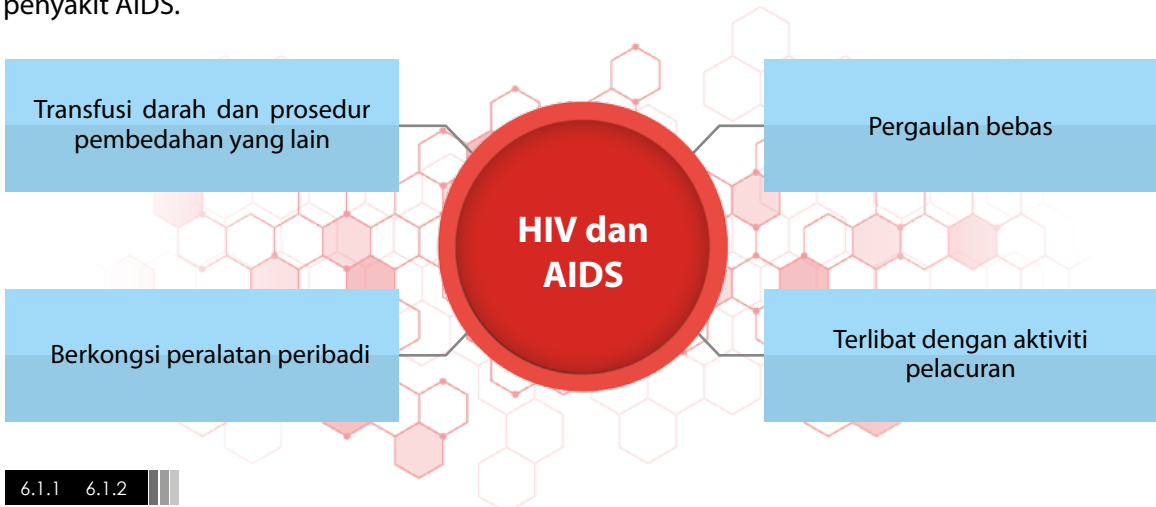 penyakit AIDS.
Transfusi darah dan prosedur
pembedahan yang lain
Pergaulan bebas
HIV dan
AIDS
Berkongsi peralatan peribadi
Terlibat dengan aktiviti
pelacuran
6.1.1 6.1.2